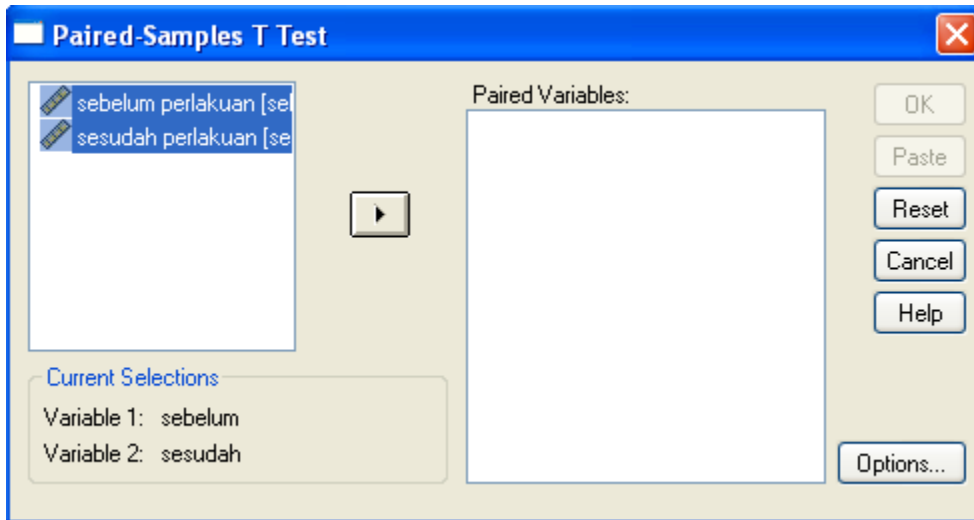 Paired-Samples T Test
sebelum perlakuan [sel
sesudah perlakuan [se
Current Selections
Variable 1: sebelum
Variable 2: sesudah
Paired Variables:
OK
Paste
Reset
Cancel
Help
Options...